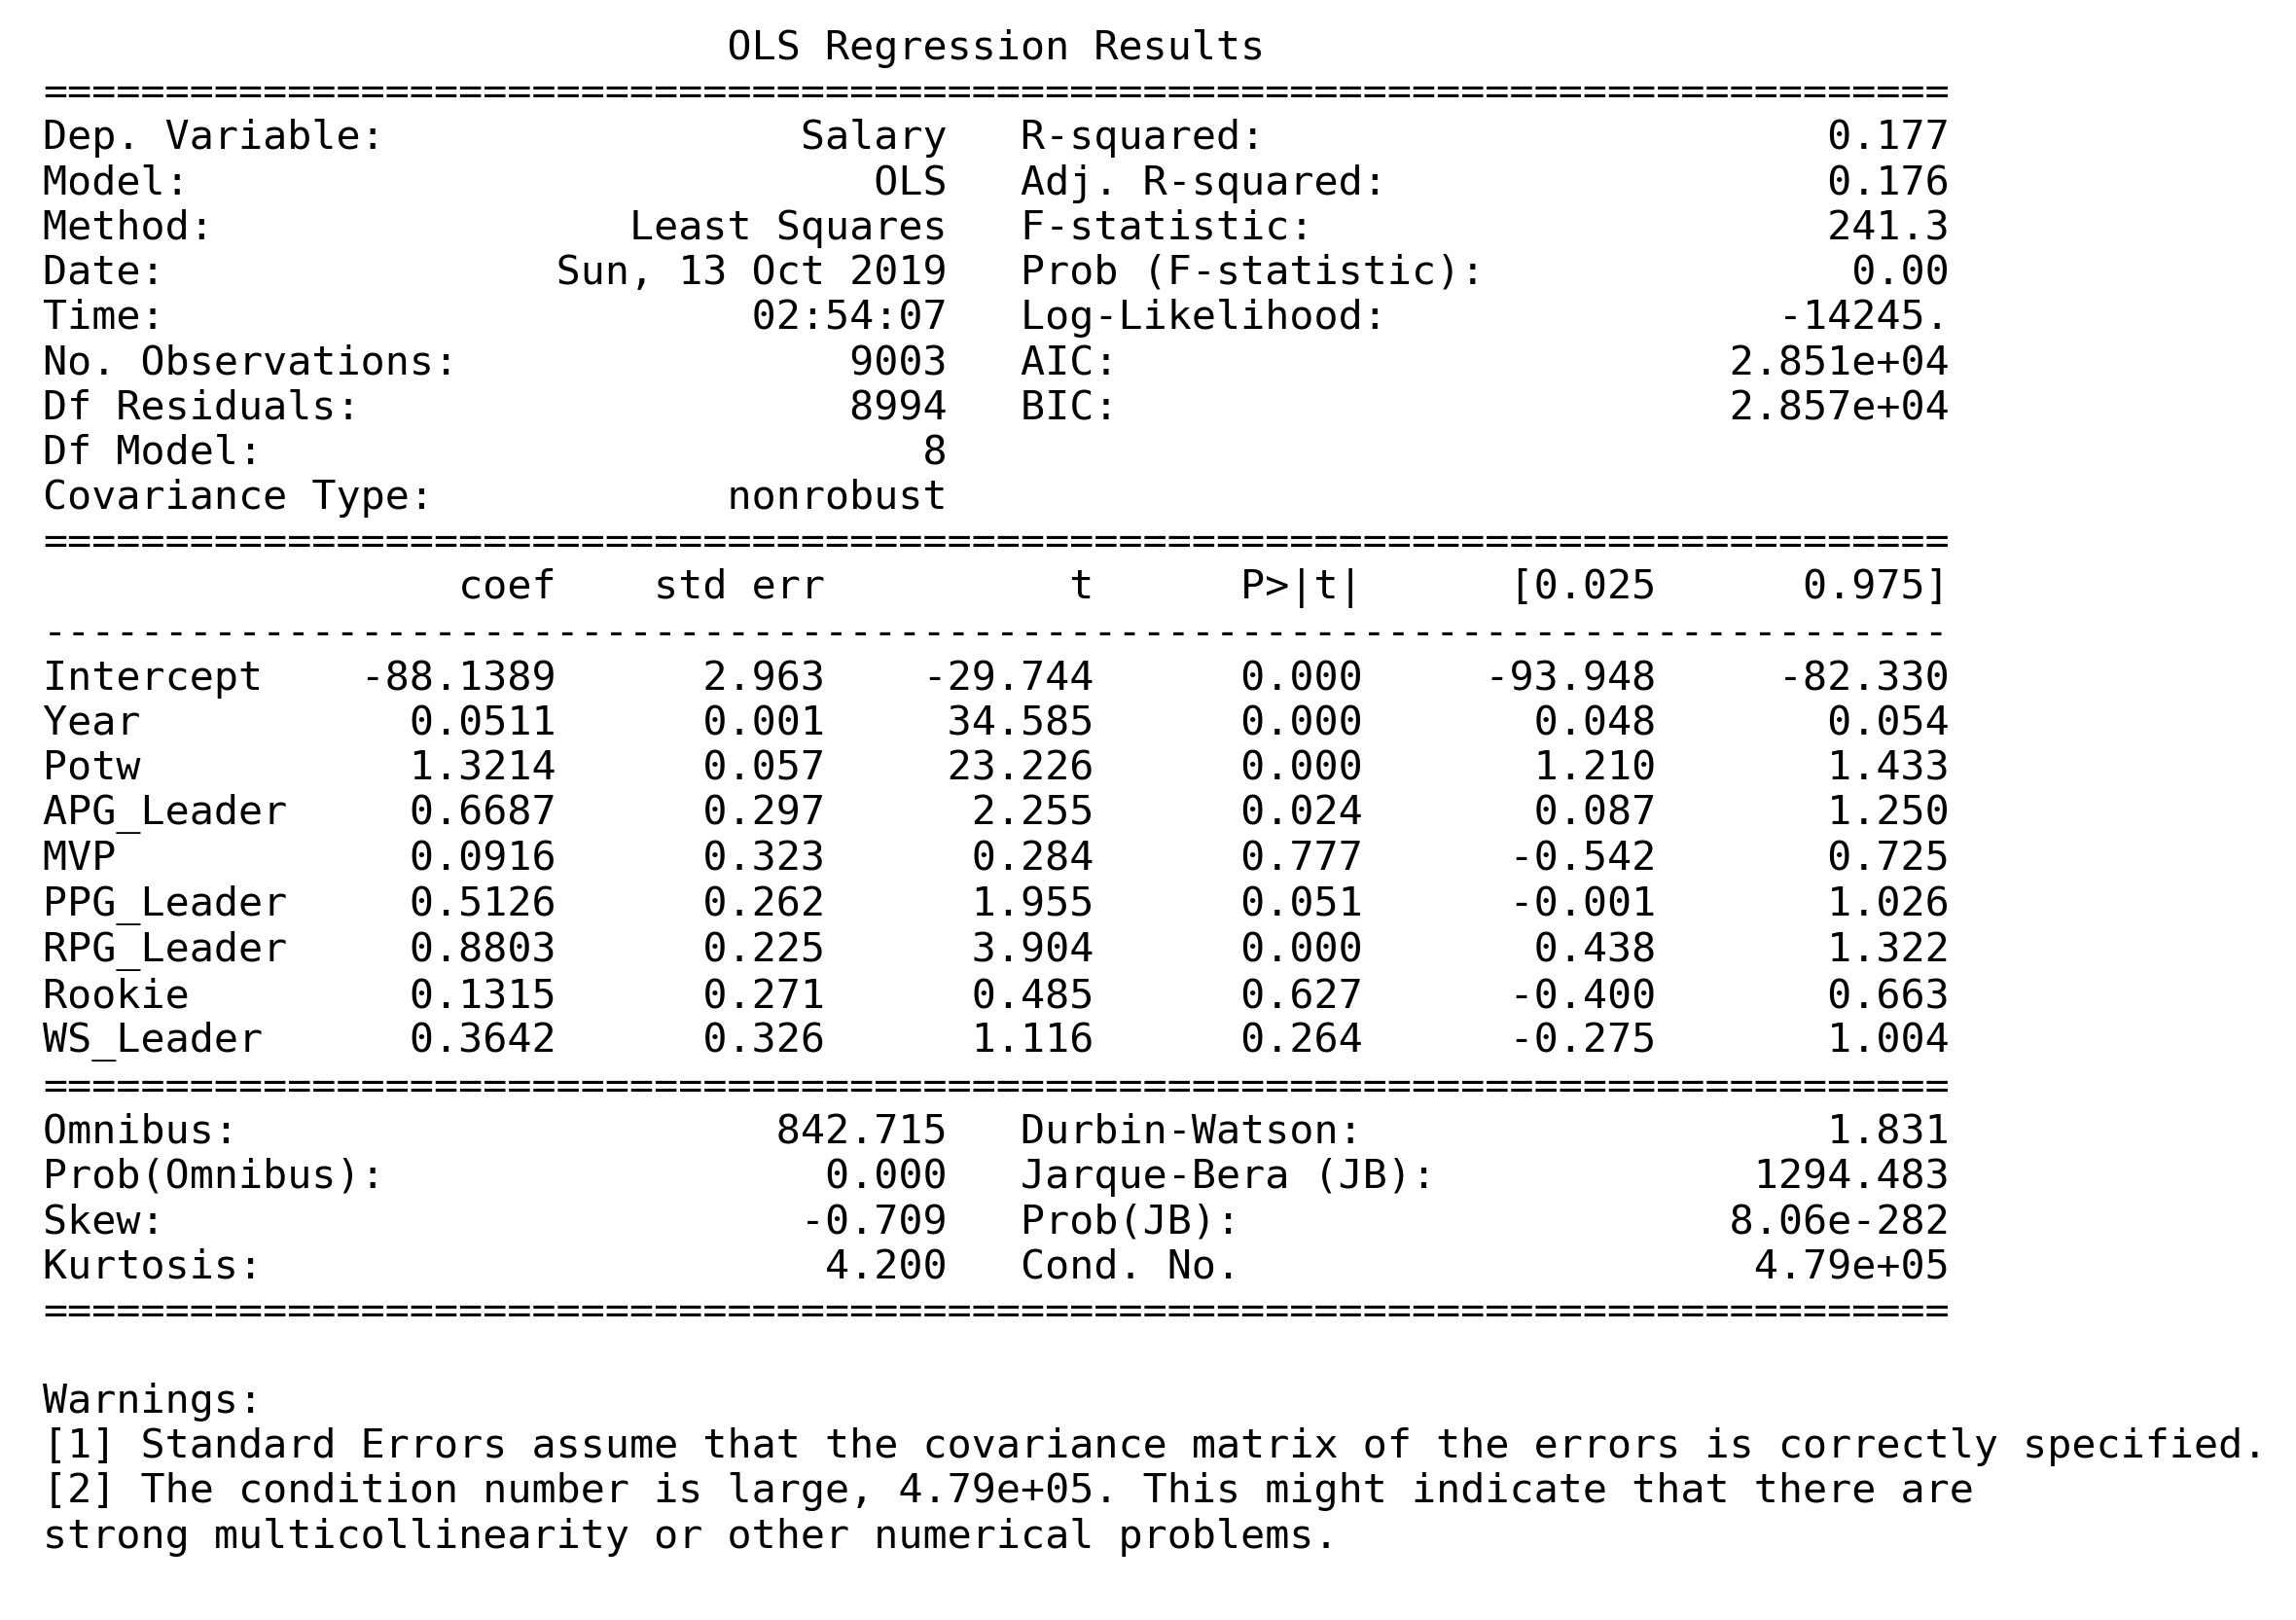 OLS Regression Results
==============================================================================
Dep. Variable:                 Salary   R-squared:                       0.177
Model:                            OLS   Adj. R-squared:                  0.176
Method:                 Least Squares   F-statistic:                     241.3
Date:                Sun, 13 Oct 2019   Prob (F-statistic):               0.00
Time:                        02:54:07   Log-Likelihood:                -14245.
No. Observations:                9003   AIC:                         2.851e+04
Df Residuals:                    8994   BIC:                         2.857e+04
Df Model:                           8
Covariance Type:            nonrobust
==============================================================================
                 coef    std err          t      P>|t|      [0.025      0.975]
------------------------------------------------------------------------------
Intercept    -88.1389      2.963    -29.744      0.000     -93.948     -82.330
Year           0.0511      0.001     34.585      0.000       0.048       0.054
Potw           1.3214      0.057     23.226      0.000       1.210       1.433
APG_Leader     0.6687      0.297      2.255      0.024       0.087       1.250
MVP            0.0916      0.323      0.284      0.777      -0.542       0.725
PPG_Leader     0.5126      0.262      1.955      0.051      -0.001       1.026
RPG_Leader     0.8803      0.225      3.904      0.000       0.438       1.322
Rookie         0.1315      0.271      0.485      0.627      -0.400       0.663
WS_Leader      0.3642      0.326      1.116      0.264      -0.275       1.004
==============================================================================
Omnibus:                      842.715   Durbin-Watson:                   1.831
Prob(Omnibus):                  0.000   Jarque-Bera (JB):             1294.483
Skew:                          -0.709   Prob(JB):                    8.06e-282
Kurtosis:                       4.200   Cond. No.                     4.79e+05
==============================================================================

Warnings:
[1] Standard Errors assume that the covariance matrix of the errors is correctly specified.
[2] The condition number is large, 4.79e+05. This might indicate that there are
strong multicollinearity or other numerical problems.